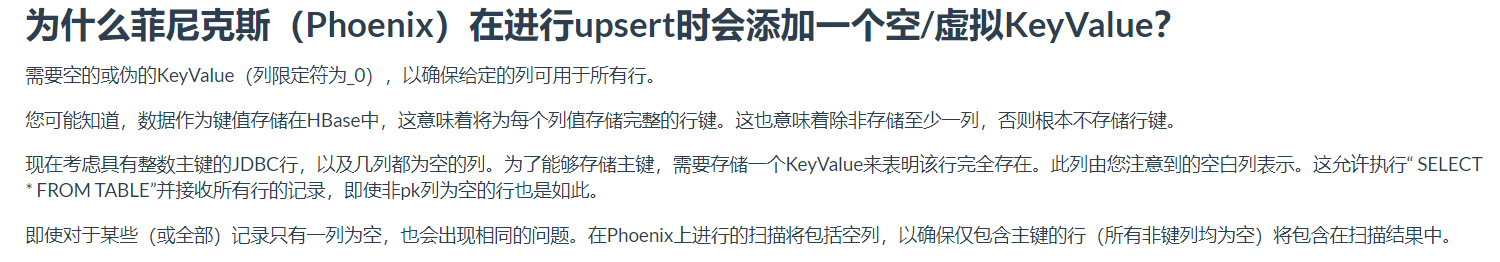 为什么菲尼克斯（Phoenix）在进行upsert时会添加一个空/虚拟KeyValue？
需要空的或伪的KeyValue（列限定符为_0），以确保给定的列可用于所有行。
您可能知道，数据作为键值存储在HBase中，这意味着将为每个列值存储完整的行键。这也意味着除非存储至少一列，否则根本不存储行键。
现在考虑具有整数主键的JDBC行，以及几列都为空的列。为了能够存储主键，需要存储一个KeyValue来表明该行完全存在。此列由您注意到的空白列表示。这允许执行“ SELECT
* FROM TABLE”并接收所有行的记录，即使非pk列为空的行也是如此。
即使对于某些（或全部）记录只有一列为空，也会出现相同的问题。在Phoenix上进行的扫描将包括空列，以确保仅包含主键的行（所有非键列均为空）将包含在扫描结果中。